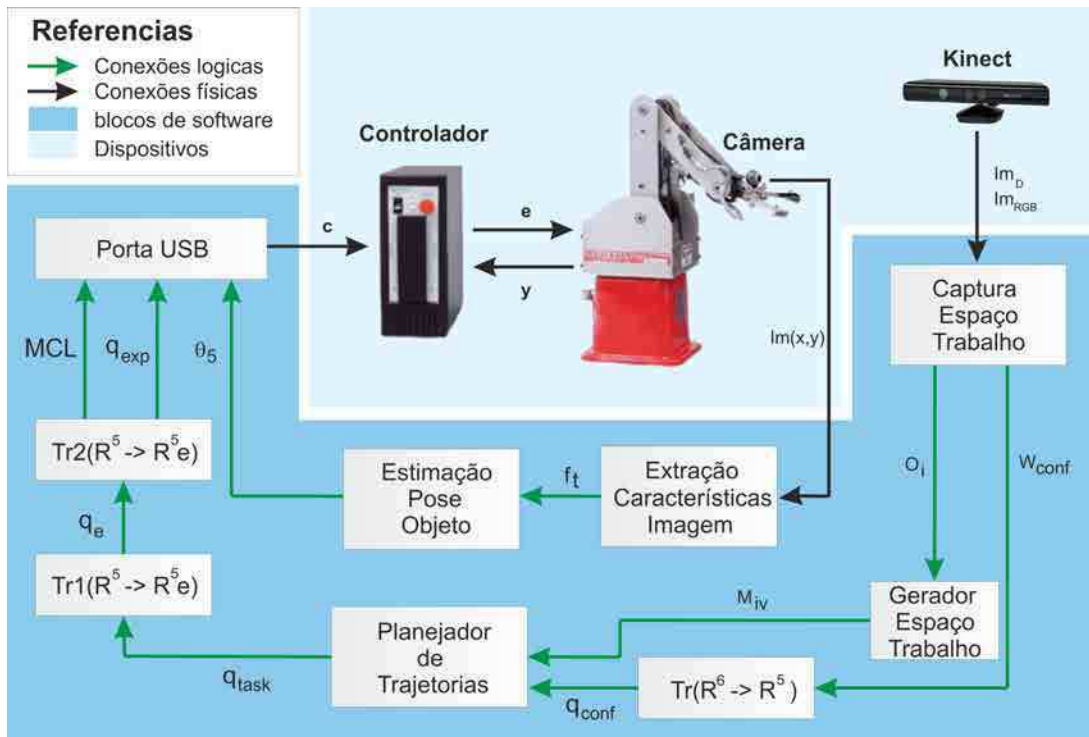 Referencias
Conexões logicas
Conexões físicas
blocos de software
Dispositivos
Kinect
Controlador
Câmera
Im_D
Im_RGB
Porta USB
c
e
y
Im(x,y)
Captura
Espaço
Trabalho
MCL
q_exp
θ_5
Tr2(R^5 -> R^5e)
Estimação
Pose
Objeto
f_t
Extração
Características
Imagem
O_i
W_conf
q_e
Tr1(R^5 -> R^5e)
Planejador
de
Trajetorias
M_iv
Gerador
Espaço
Trabalho
q_task
q_conf
Tr(R^6 -> R^5)